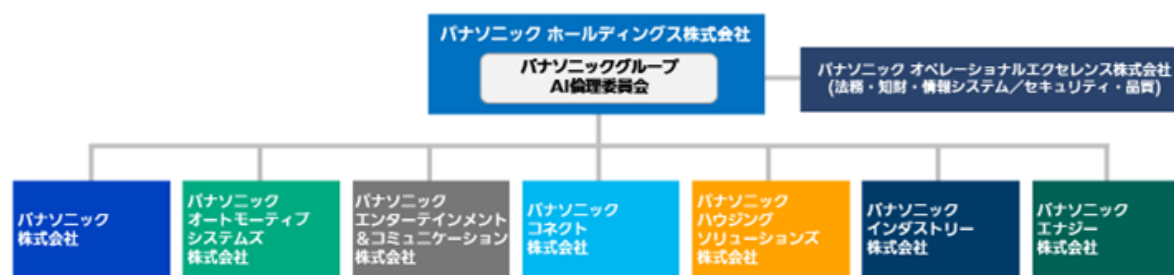 パナソニック ホールディングス株式会社
パナソニックグループ
AI倫理委員会
パナソニック オペレーショナルエクセレンス株式会社
(法務・知財・情報システム／セキュリティ・品質)
パナソニック
株式会社
パナソニック
オートモーティブ
システムズ
株式会社
パナソニック
エンターテインメント
＆コミュニケーション
株式会社
パナソニック
コネクト
株式会社
パナソニック
ハウジング
ソリューションズ
株式会社
パナソニック
インダストリー
株式会社
パナソニック
エナジー
株式会社